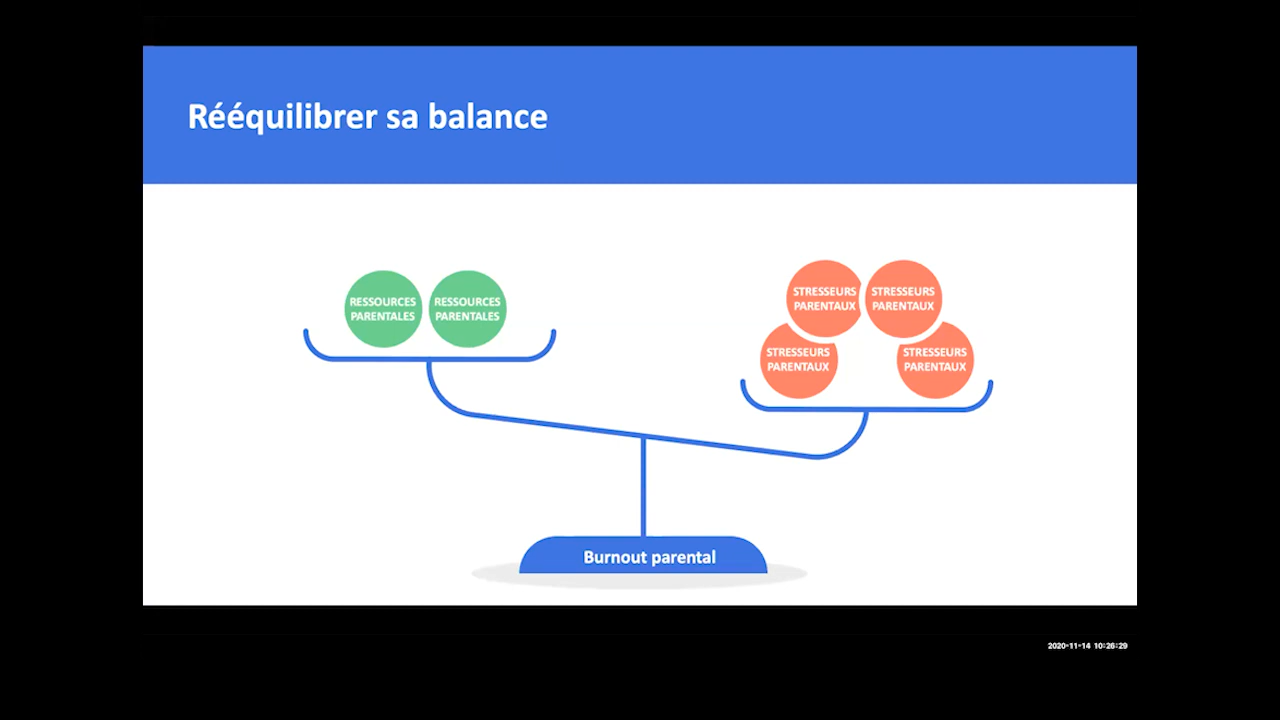 Rééquilibrer sa balance
RESSOURCES
PARENTALES
RESSOURCES
PARENTALES
STRESSEURS
PARENTAUX
STRESSEURS
PARENTAUX
STRESSEURS
PARENTAUX
STRESSEURS
PARENTAUX
Burnout parental
2020-11-14 10:26:29